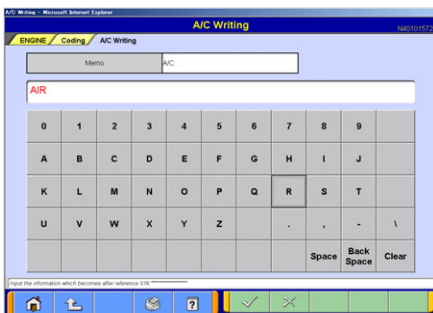 A/C Writing - Microsoft Internet Explorer
A/C Writing
N40101573
ENGINE Coding A/C Writing
Memo A/C
AIR
0 1 2 3 4 5 6 7 8 9
A B C D E F G H I J
K L M N O P Q R S T
U V W X Y Z . , - \
Space Back Space Clear
Input the information which becomes after reference VIN *****************
?